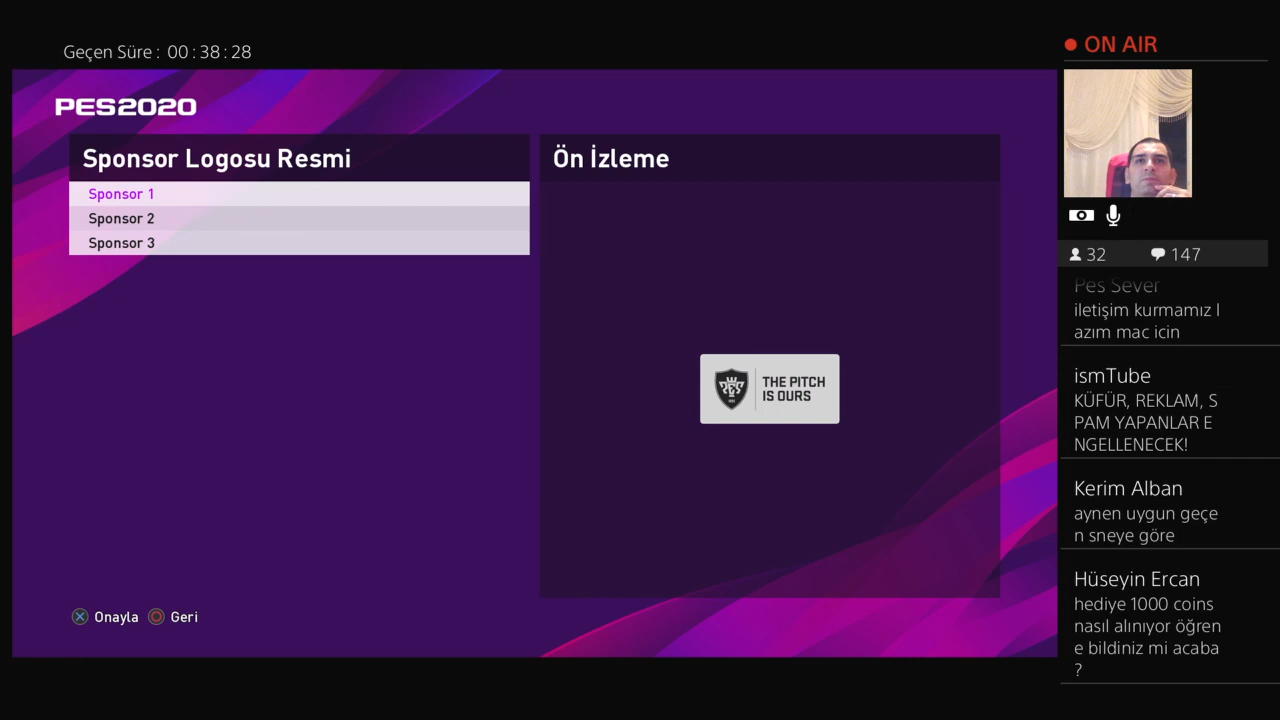 Geçen Süre : 00 : 38 : 28
ON AIR
PES2020
Sponsor Logosu Resmi
Sponsor 1
Sponsor 2
Sponsor 3
Ön İzleme
THE PITCH
IS OURS
Onayla
Geri
32
147
Pes Sever
iletişim kurmamız l
azım mac icin
ismTube
KÜFÜR, REKLAM, S
PAM YAPANLAR E
NGELLENECEK!
Kerim Alban
aynen uygun geçe
n sneye göre
Hüseyin Ercan
hediye 1000 coins
nasıl alınıyor öğren
e bildiniz mi acaba
?